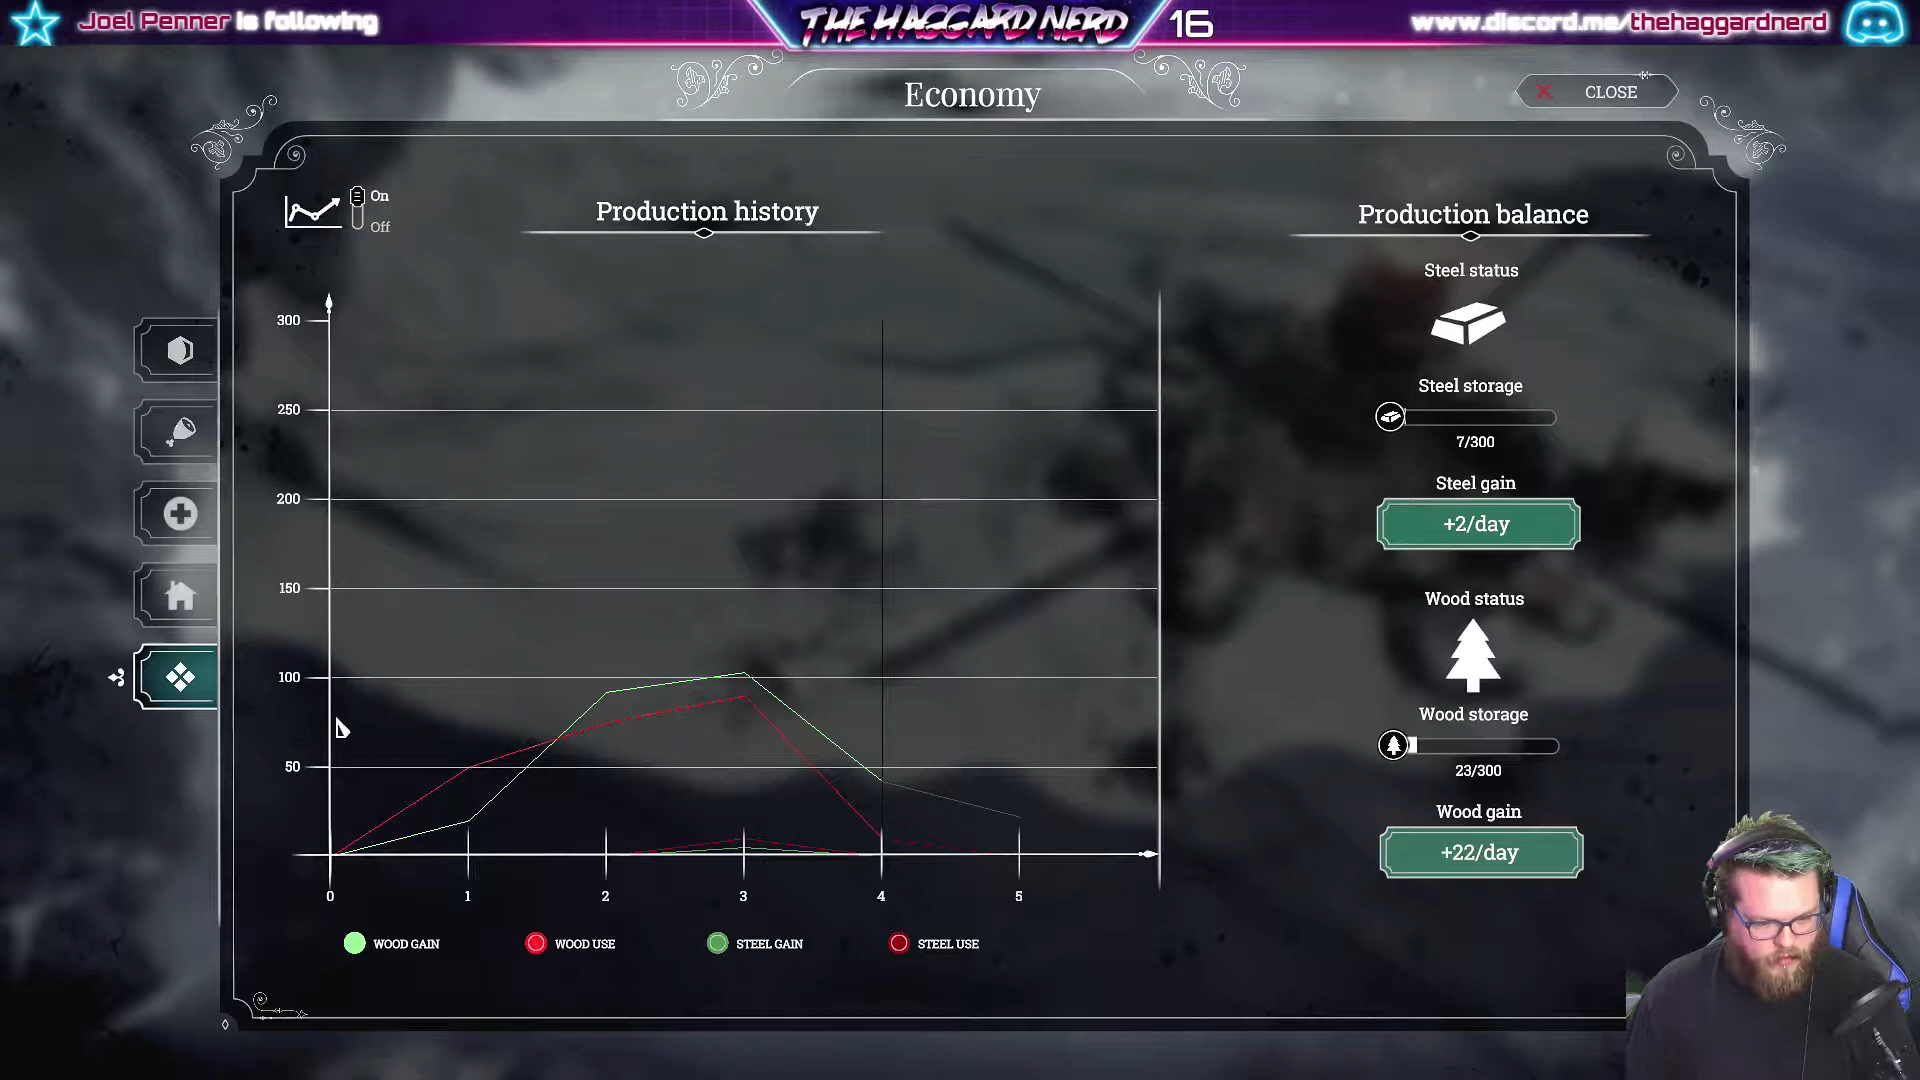 Joel Penner is following
THE HAGGARD NERD
16
www.discord.me/thehaggardnerd
Economy
CLOSE
On
Off
Production history
Production balance
Steel status
Steel storage
7/300
Steel gain
+2/day
Wood status
Wood storage
23/300
Wood gain
+22/day
300
250
200
150
100
50
0 1 2 3 4 5
WOOD GAIN
WOOD USE
STEEL GAIN
STEEL USE